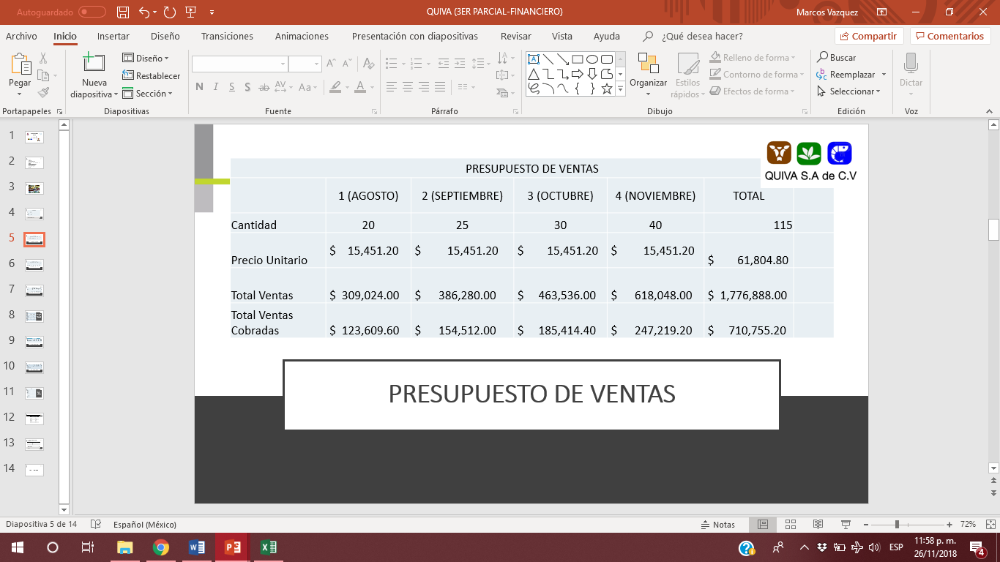 Autoguardado
QUIVA (3ER PARCIAL-FINANCIERO)
Marcos Vazquez
Archivo Inicio Insertar Diseño Transiciones Animaciones Presentación con diapositivas Revisar Vista Ayuda ¿Qué desea hacer? Compartir Comentarios
Pegar
Nueva diapositiva
Diseño
Restablecer
Sección
N I S S ab AV Aa A
Organizar
Estilos rápidos
Relleno de forma
Contorno de forma
Efectos de forma
Buscar
Reemplazar
Seleccionar
Dictar
Portapapeles Diapositivas Fuente Párrafo Dibujo Edición Voz
1
2
3
4
5
6
7
8
9
10
11
12
13
14
QUIVA S.A de C.V
PRESUPUESTO DE VENTAS
1 (AGOSTO) 2 (SEPTIEMBRE) 3 (OCTUBRE) 4 (NOVIEMBRE) TOTAL
Cantidad 20 25 30 40 115
Precio Unitario $ 15,451.20 $ 15,451.20 $ 15,451.20 $ 15,451.20 $ 61,804.80
Total Ventas $ 309,024.00 $ 386,280.00 $ 463,536.00 $ 618,048.00 $ 1,776,888.00
Total Ventas
Cobradas $ 123,609.60 $ 154,512.00 $ 185,414.40 $ 247,219.20 $ 710,755.20
PRESUPUESTO DE VENTAS
Diapositiva 5 de 14 Español (México) Notas 72%
ESP
11:58 p. m.
26/11/2018
4